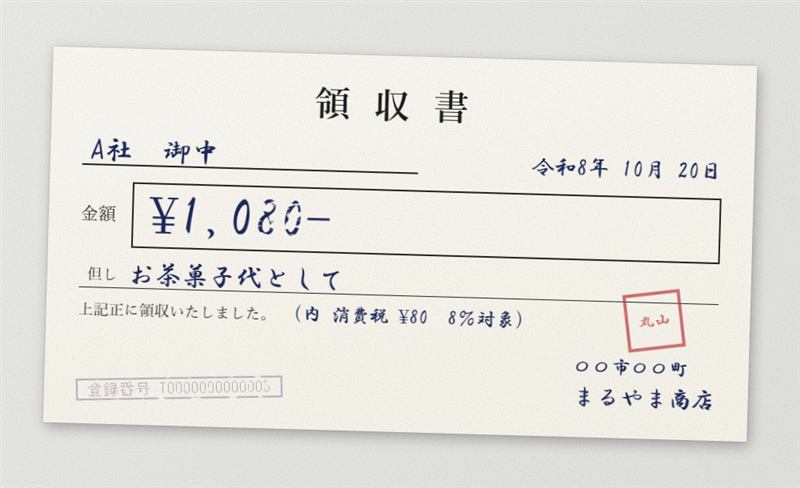 領収書
A社 御中
令和8年 10月 20日
金額 ¥1,080−
但し お茶菓子代として
上記正に領収いたしました。 (内 消費税 ¥80 8%対象)
丸山
〇〇市〇〇町
まるやま商店
登録番号